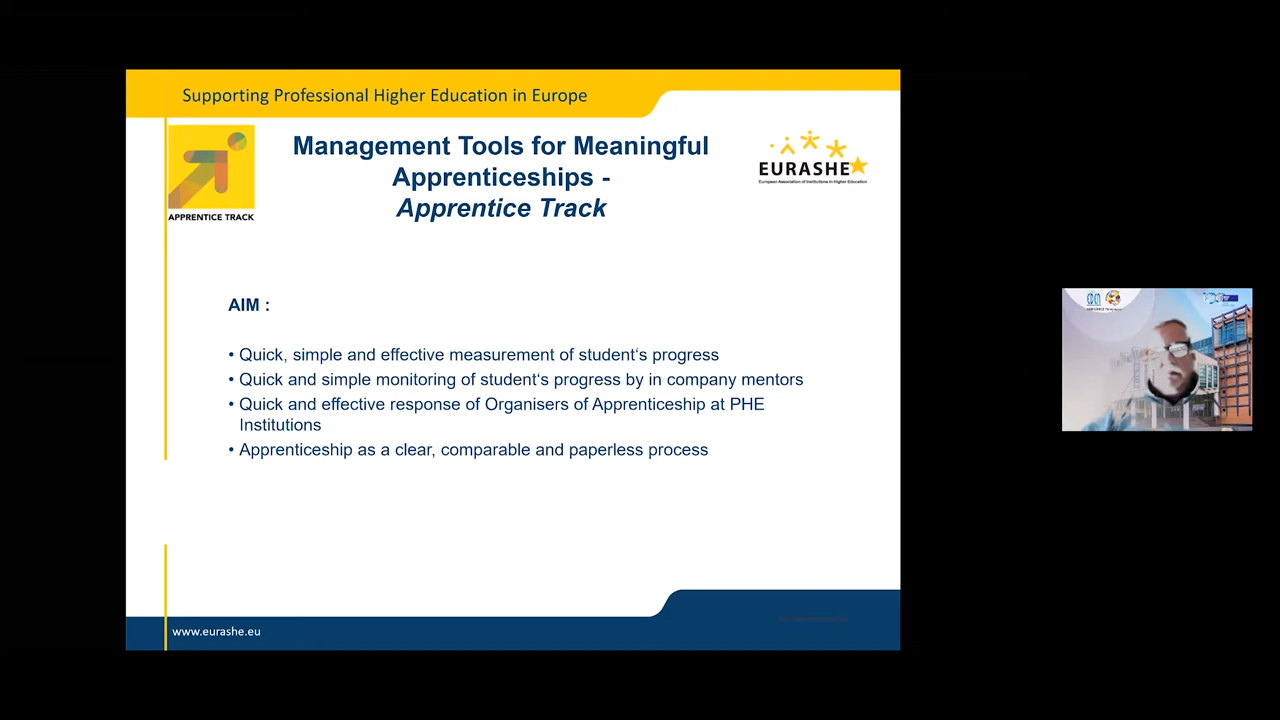 Supporting Professional Higher Education in Europe
Management Tools for Meaningful
Apprenticeships -
Apprentice Track
APPRENTICE TRACK
EURASHE
European Association of Institutions in Higher Education
AIM :
• Quick, simple and effective measurement of student‘s progress
• Quick and simple monitoring of student‘s progress by in company mentors
• Quick and effective response of Organisers of Apprenticeship at PHE
Institutions
• Apprenticeship as a clear, comparable and paperless process
www.eurashe.eu